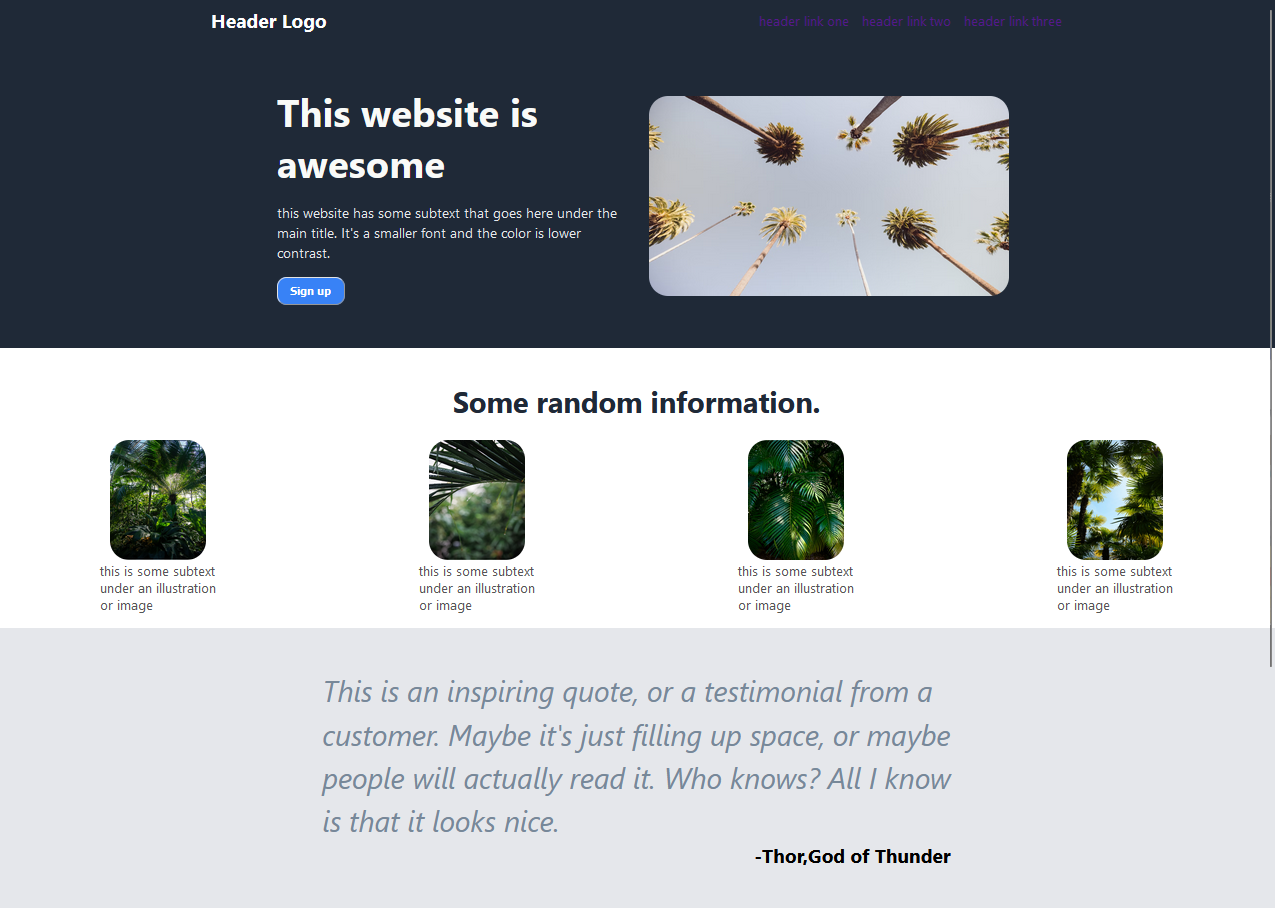 Header Logo
header link one header link two header link three
This website is
awesome
this website has some subtext that goes here under the
main title. It's a smaller font and the color is lower
contrast.
Sign up
Some random information.
this is some subtext
under an illustration
or image
this is some subtext
under an illustration
or image
this is some subtext
under an illustration
or image
this is some subtext
under an illustration
or image
This is an inspiring quote, or a testimonial from a
customer. Maybe it's just filling up space, or maybe
people will actually read it. Who knows? All I know
is that it looks nice.
-Thor,God of Thunder